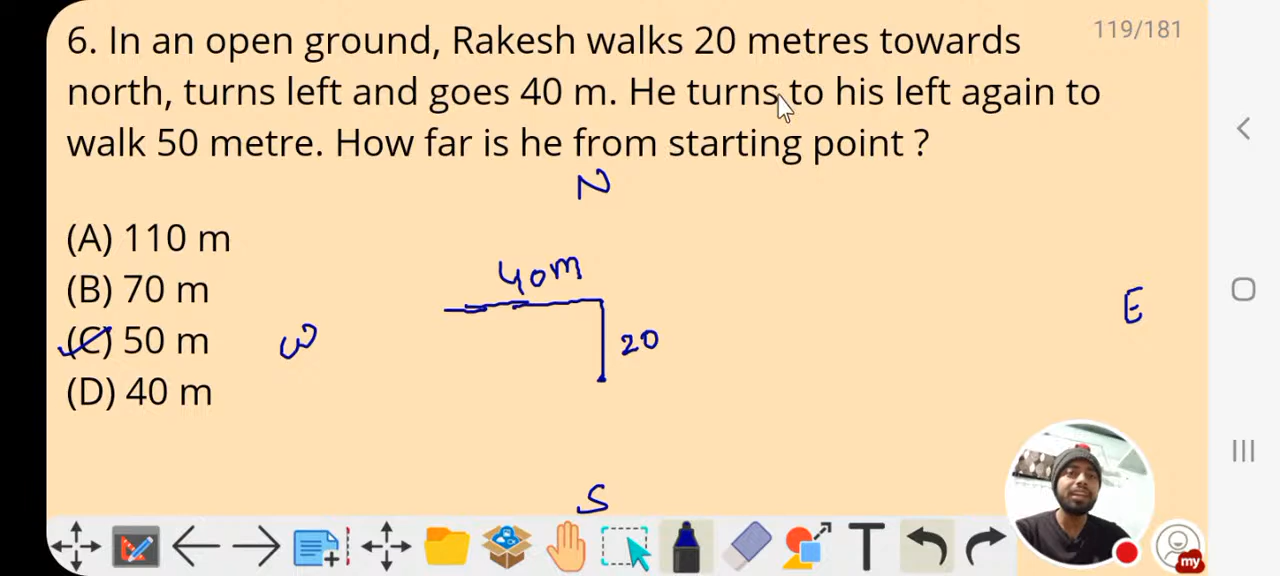 119/181
6. In an open ground, Rakesh walks 20 metres towards
north, turns left and goes 40 m. He turns to his left again to
walk 50 metre. How far is he from starting point ?
N
(A) 110 m
(B) 70 m
(C) 50 m
(D) 40 m
40m
20
W
E
S
T
my